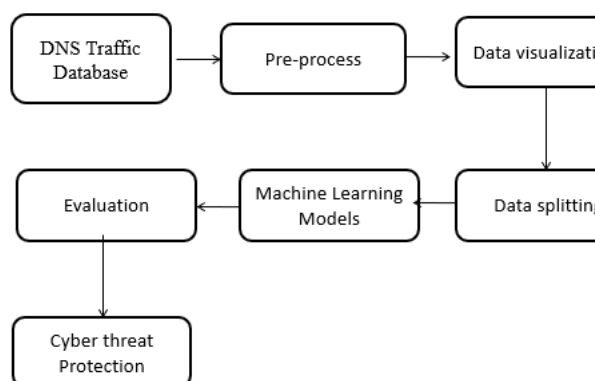 DNS Traffic
Database
Pre-process
Data visualizati
Evaluation
Machine Learning
Models
Data splitting
Cyber threat
Protection